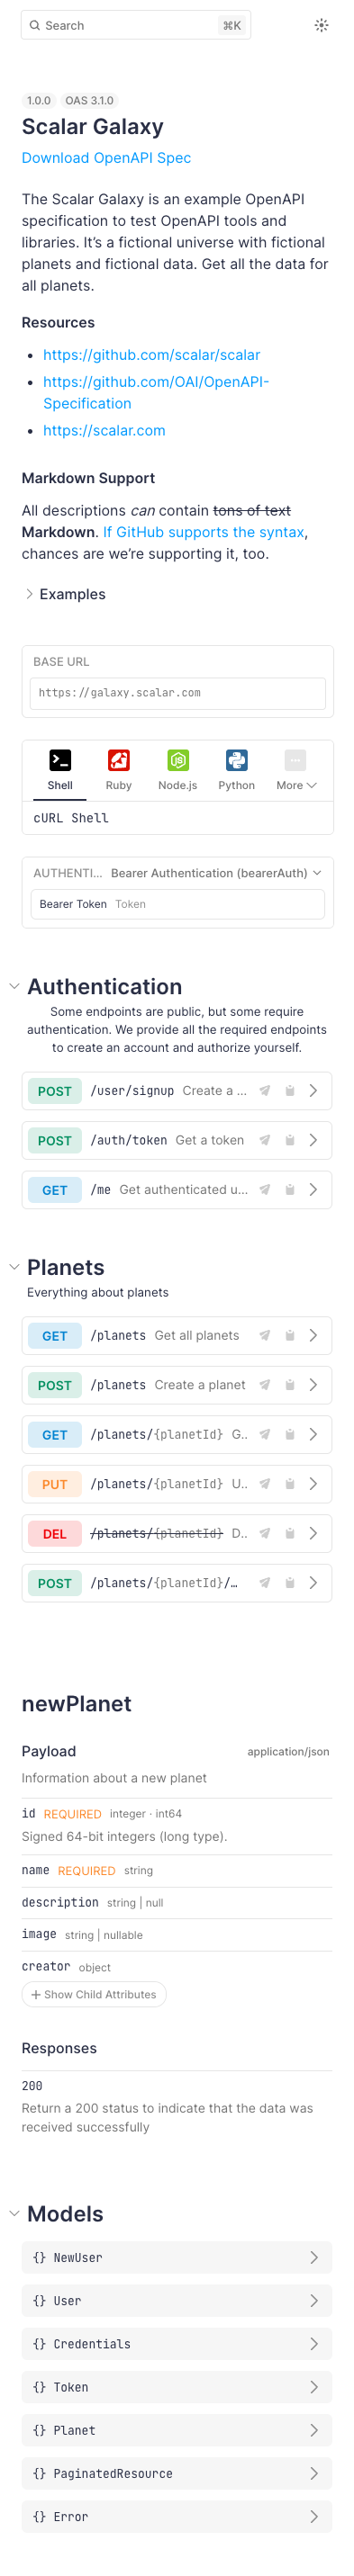 Search ⌘K
1.0.0 OAS 3.1.0
Scalar Galaxy
Download OpenAPI Spec
The Scalar Galaxy is an example OpenAPI
specification to test OpenAPI tools and
libraries. It’s a fictional universe with fictional
planets and fictional data. Get all the data for
all planets.
Resources
• https://github.com/scalar/scalar
• https://github.com/OAI/OpenAPI-
Specification
• https://scalar.com
Markdown Support
All descriptions can contain tons of text
Markdown. If GitHub supports the syntax,
chances are we’re supporting it, too.
Examples
BASE URL
https://galaxy.scalar.com
Shell Ruby Node.js Python More
cURL Shell
AUTHENTI... Bearer Authentication (bearerAuth)
Bearer Token Token
Authentication
Some endpoints are public, but some require
authentication. We provide all the required endpoints
to create an account and authorize yourself.
POST /user/signup Create a ...
POST /auth/token Get a token
GET /me Get authenticated u...
Planets
Everything about planets
GET /planets Get all planets
POST /planets Create a planet
GET /planets/{planetId} G..
PUT /planets/{planetId} U..
DEL /planets/{planetId} D..
POST /planets/{planetId}/…
newPlanet
Payload application/json
Information about a new planet
id REQUIRED integer · int64
Signed 64-bit integers (long type).
name REQUIRED string
description string | null
image string | nullable
creator object
+ Show Child Attributes
Responses
200
Return a 200 status to indicate that the data was
received successfully
Models
{} NewUser
{} User
{} Credentials
{} Token
{} Planet
{} PaginatedResource
{} Error